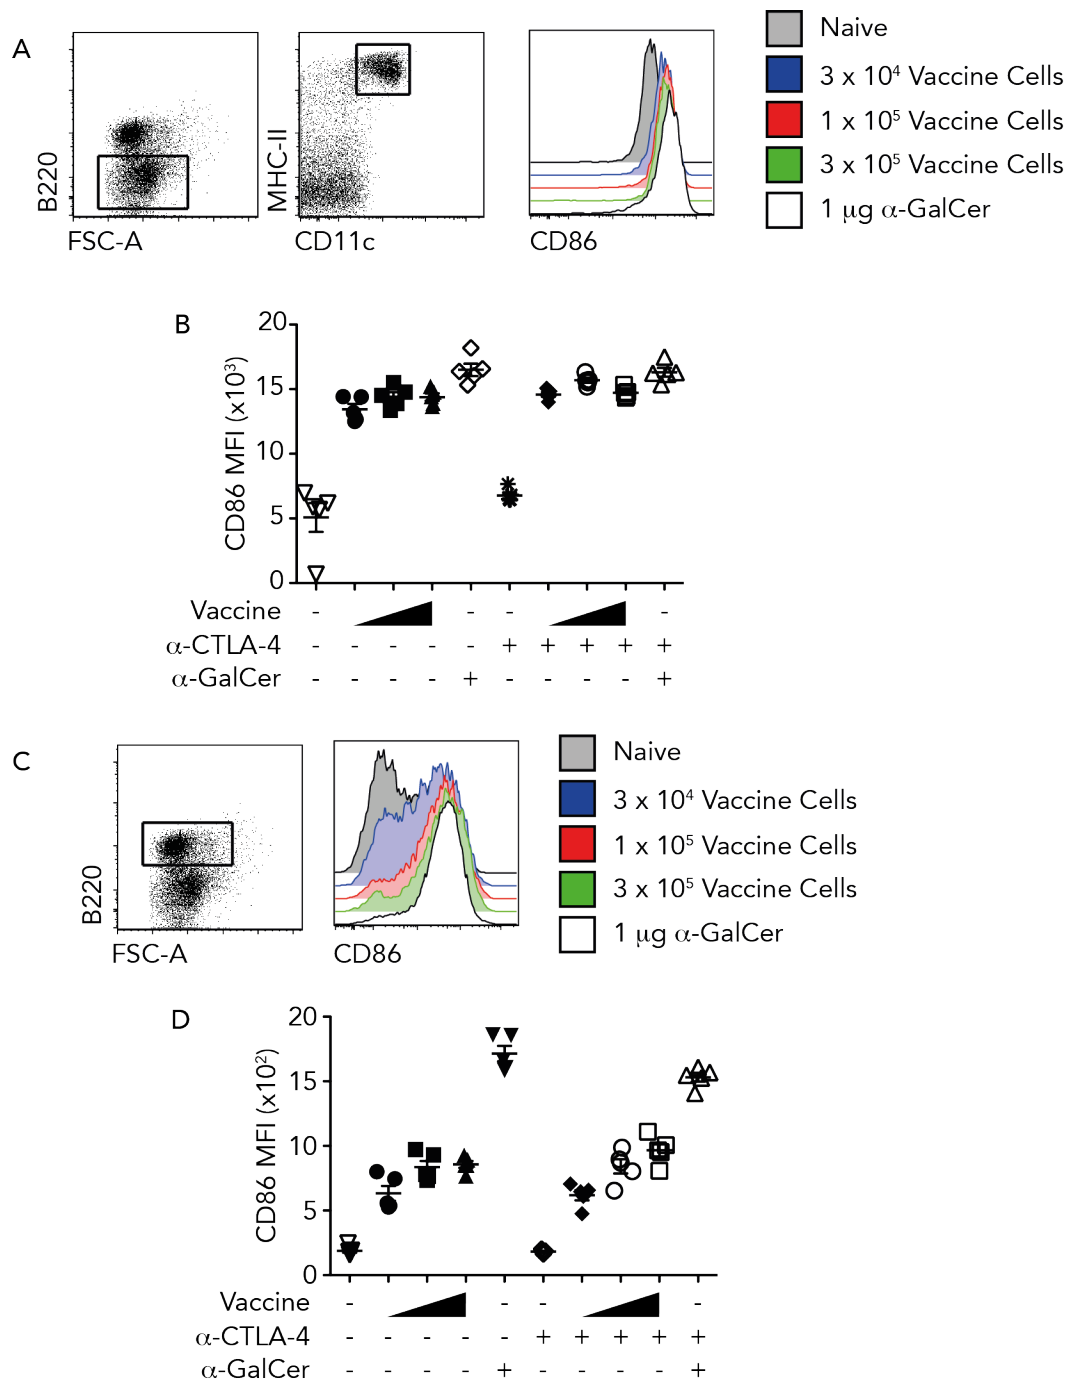 A
B220
FSC-A
MHC-II
CD11c
CD86
Naive
3 x 10⁴ Vaccine Cells
1 x 10⁵ Vaccine Cells
3 x 10⁵ Vaccine Cells
1 μg α-GalCer
B
CD86 MFI (x10³)
20
15
10
5
0
Vaccine - - - -
α-CTLA-4 - - - - - + + + + +
α-GalCer - - - - + - - - - +
C
B220
FSC-A
CD86
Naive
3 x 10⁴ Vaccine Cells
1 x 10⁵ Vaccine Cells
3 x 10⁵ Vaccine Cells
1 μg α-GalCer
D
CD86 MFI (x10²)
20
15
10
5
0
Vaccine - - - -
α-CTLA-4 - - - - - + + + + +
α-GalCer - - - - + - - - - +